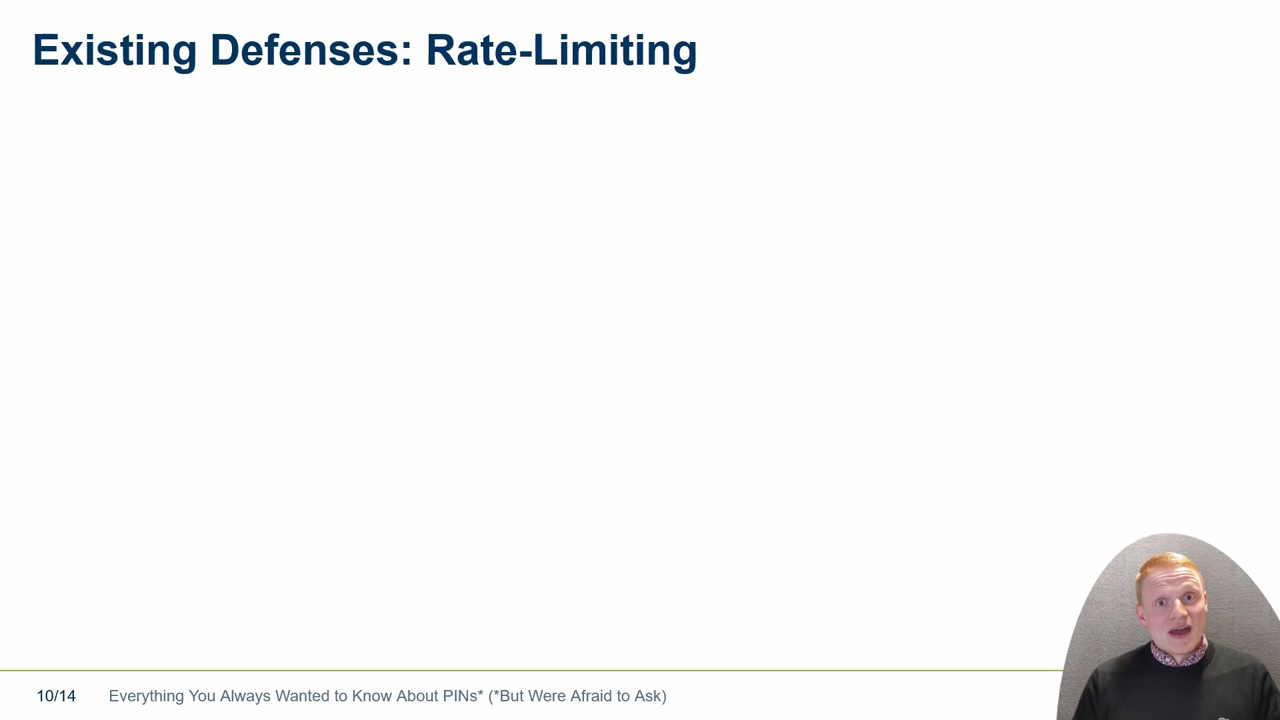 Existing Defenses: Rate-Limiting
10/14
Everything You Always Wanted to Know About PINs* (*But Were Afraid to Ask)